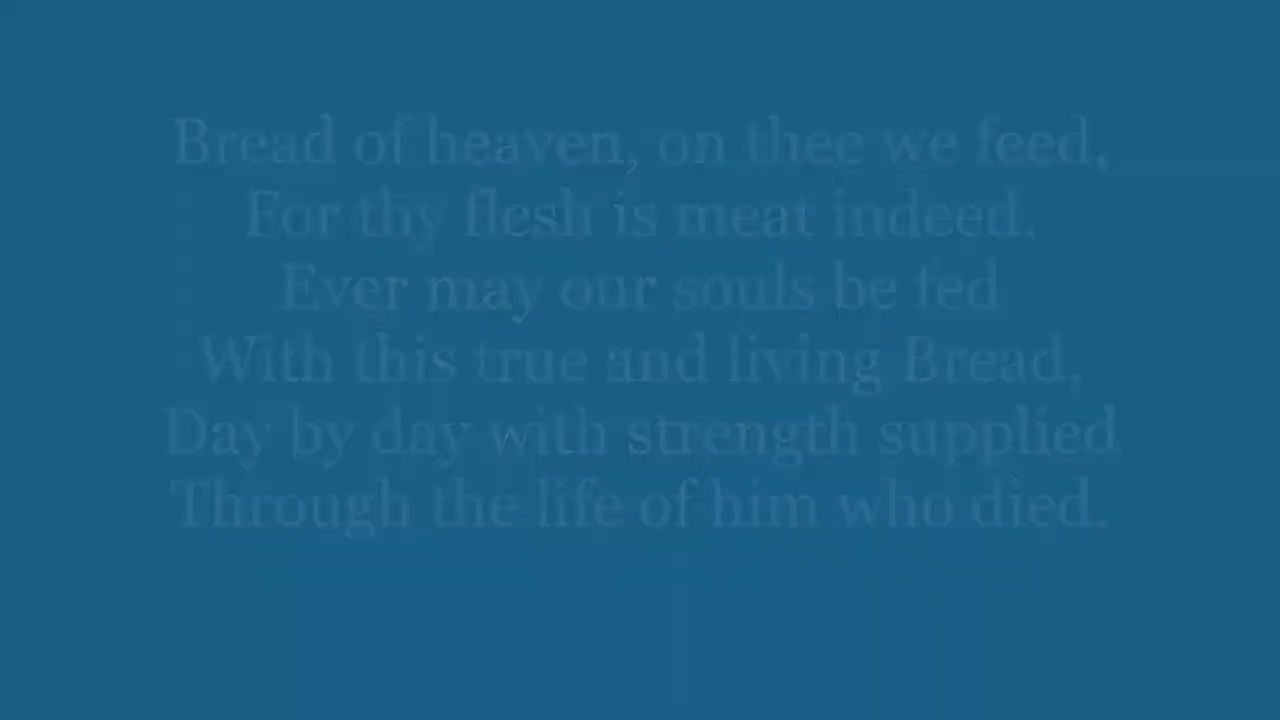 Bread of heaven, on thee we feed,
For thy flesh is meat indeed.
Ever may our souls be fed
With this true and living Bread,
Day by day with strength supplied
Through the life of him who died.